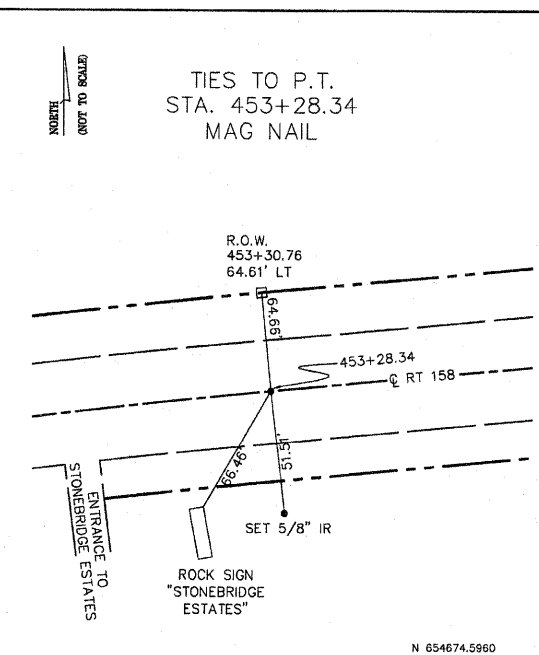 (NOT TO SCALE)
NORTH
TIES TO P.T.
STA. 453+28.34
MAG NAIL
R.O.W.
453+30.76
64.61' LT
64.66'
453+28.34
℄ RT 158
66.46'
51.51'
ENTRANCE TO
STONEBRIDGE ESTATES
SET 5/8" IR
ROCK SIGN
"STONEBRIDGE
ESTATES"
N 654674.5960